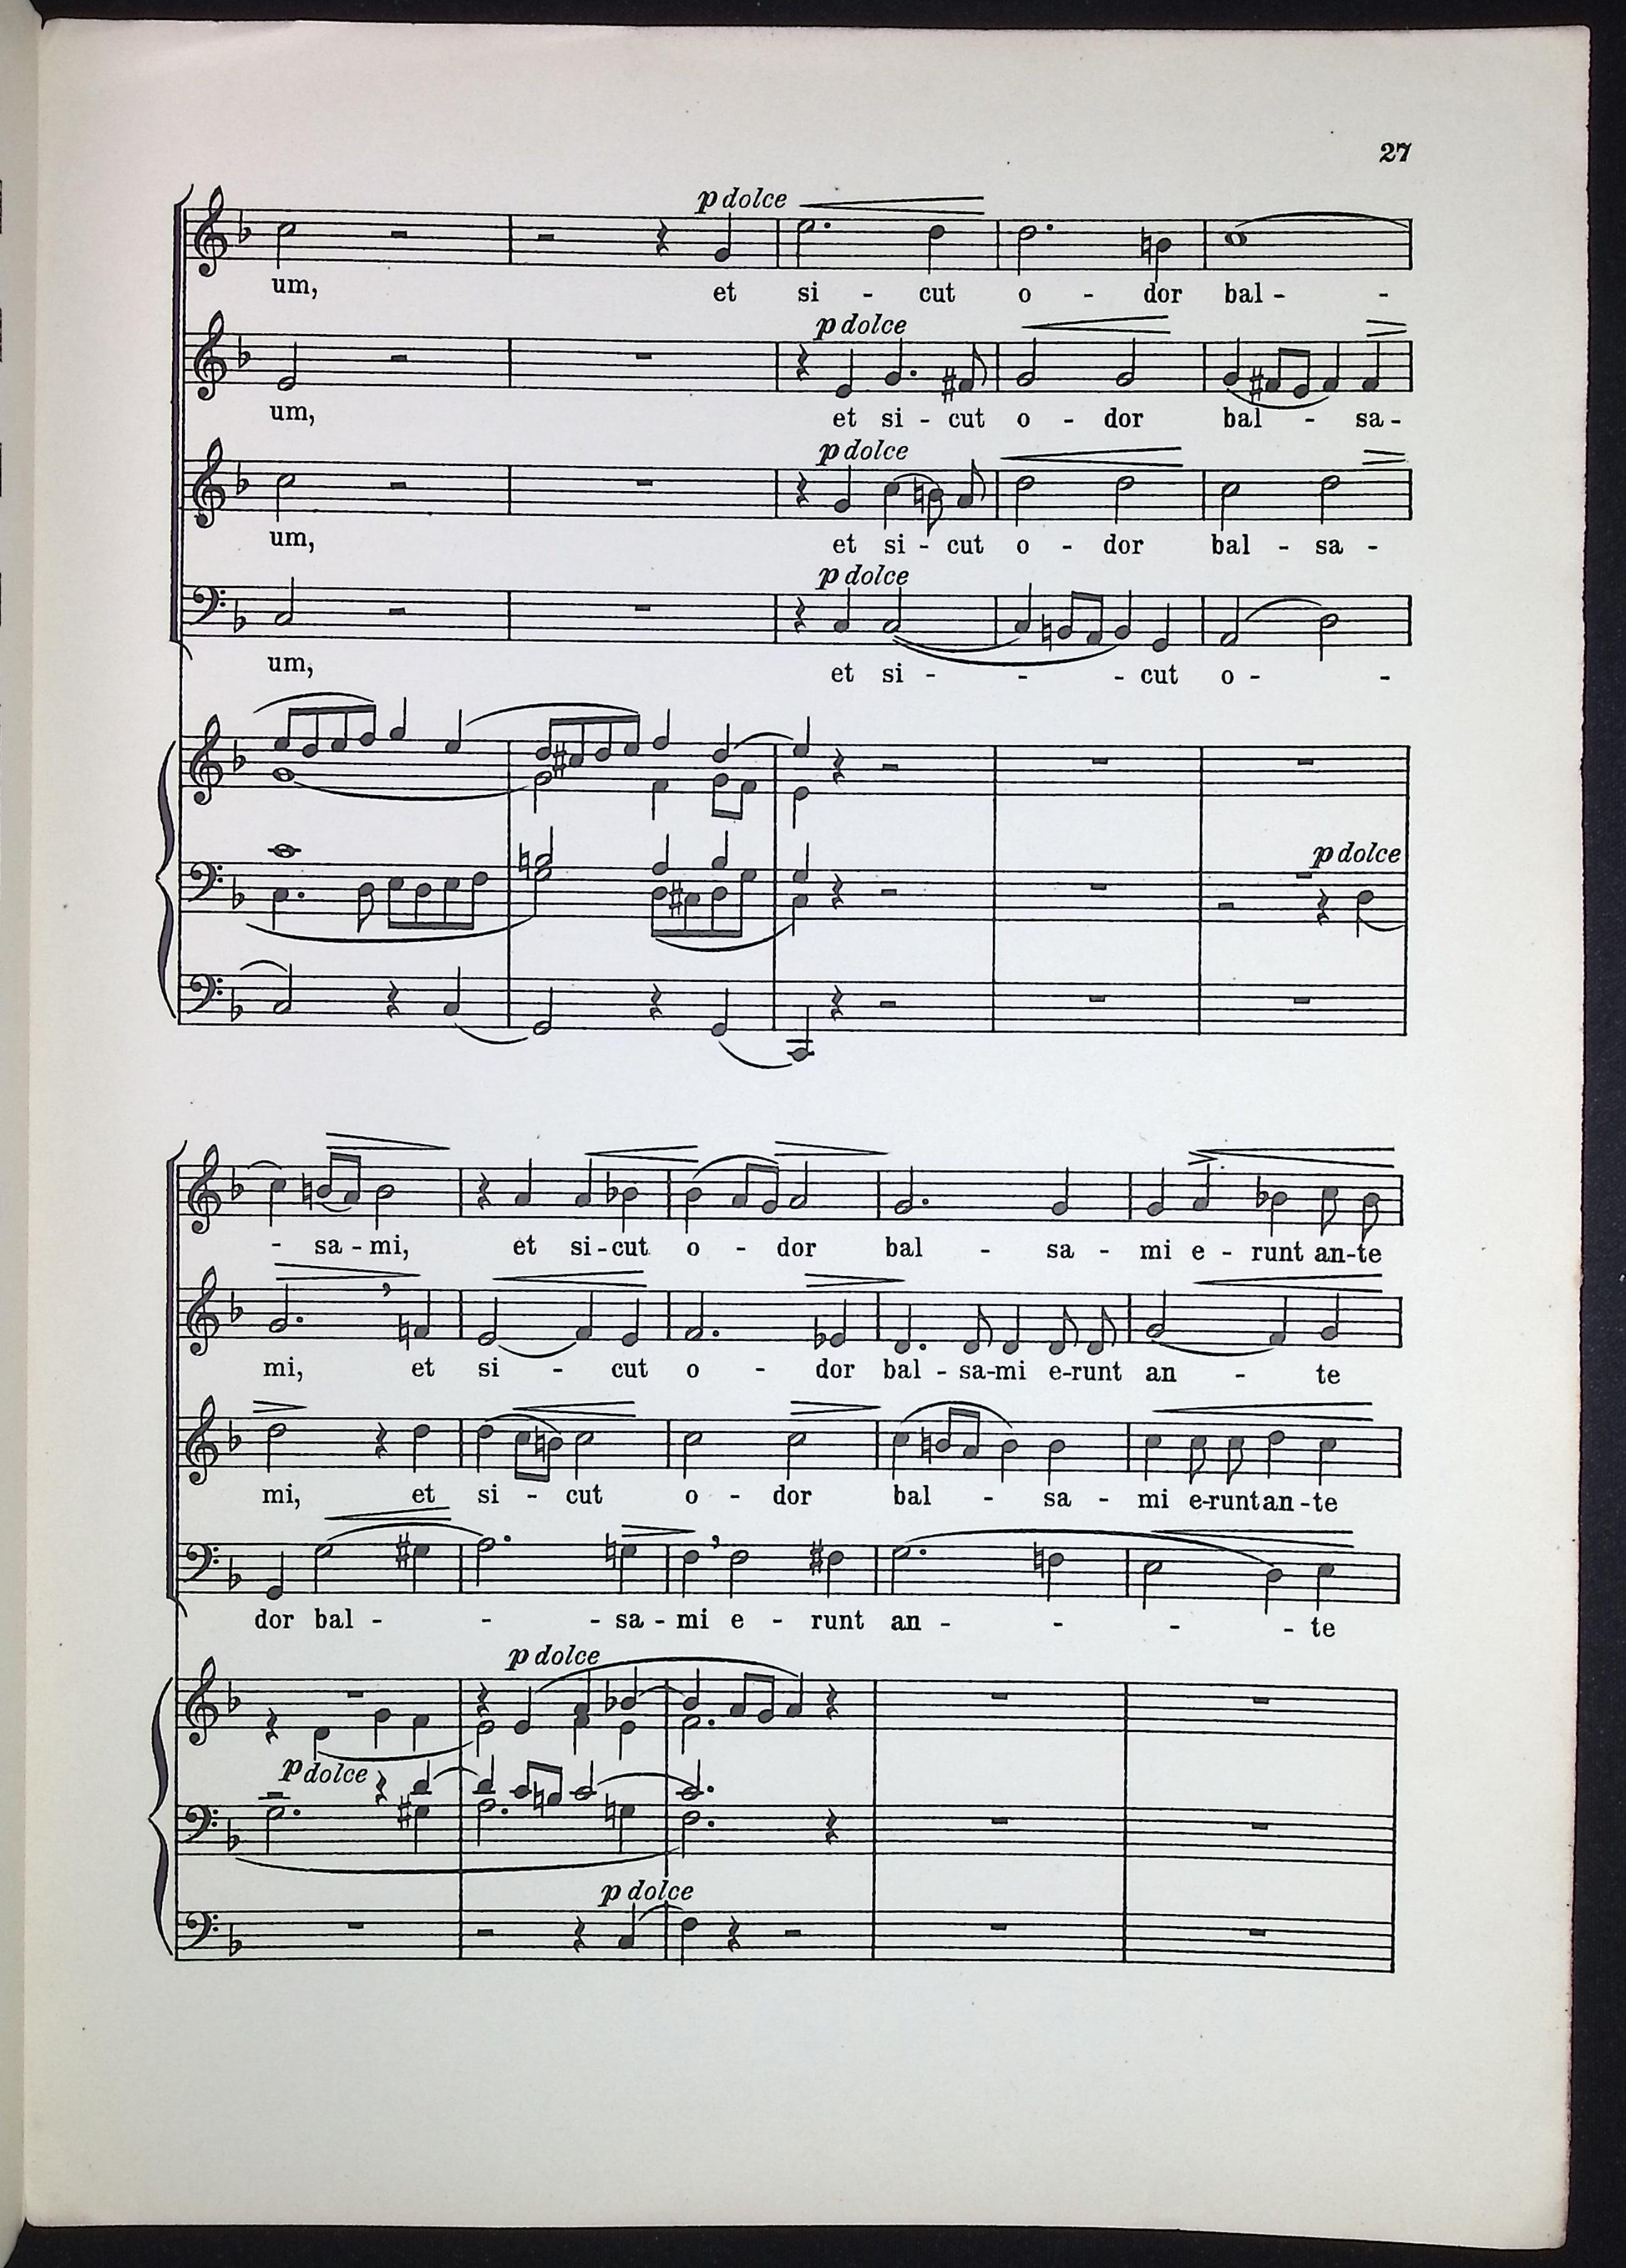 27
p dolce
um, et si - cut o - dor bal - -
p dolce
um, et si - cut o - dor bal - sa -
p dolce
um, et si - cut o - dor bal - sa -
p dolce
um, et si - - - cut o - -
p dolce
- sa - mi, et si - cut o - dor bal - sa - mi e - runt an - te
mi, et si - cut o - dor bal - sa - mi e - runt an - te
mi, et si - cut o - dor bal - sa - mi e - runt an - te
dor bal - - - sa - mi e - runt an - - - - te
p dolce
p dolce
p dolce